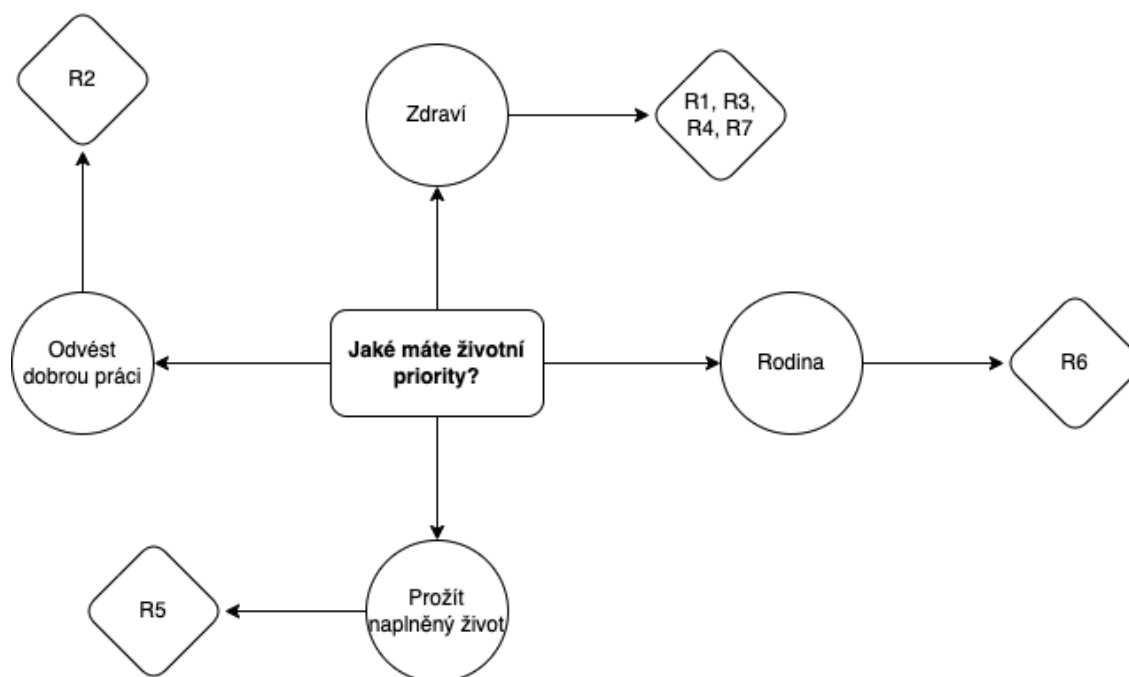 R2
Zdraví
R1, R3,
R4, R7
Odvést
dobrou práci
Jaké máte životní
priority?
Rodina
R6
R5
Prožít
naplněný život